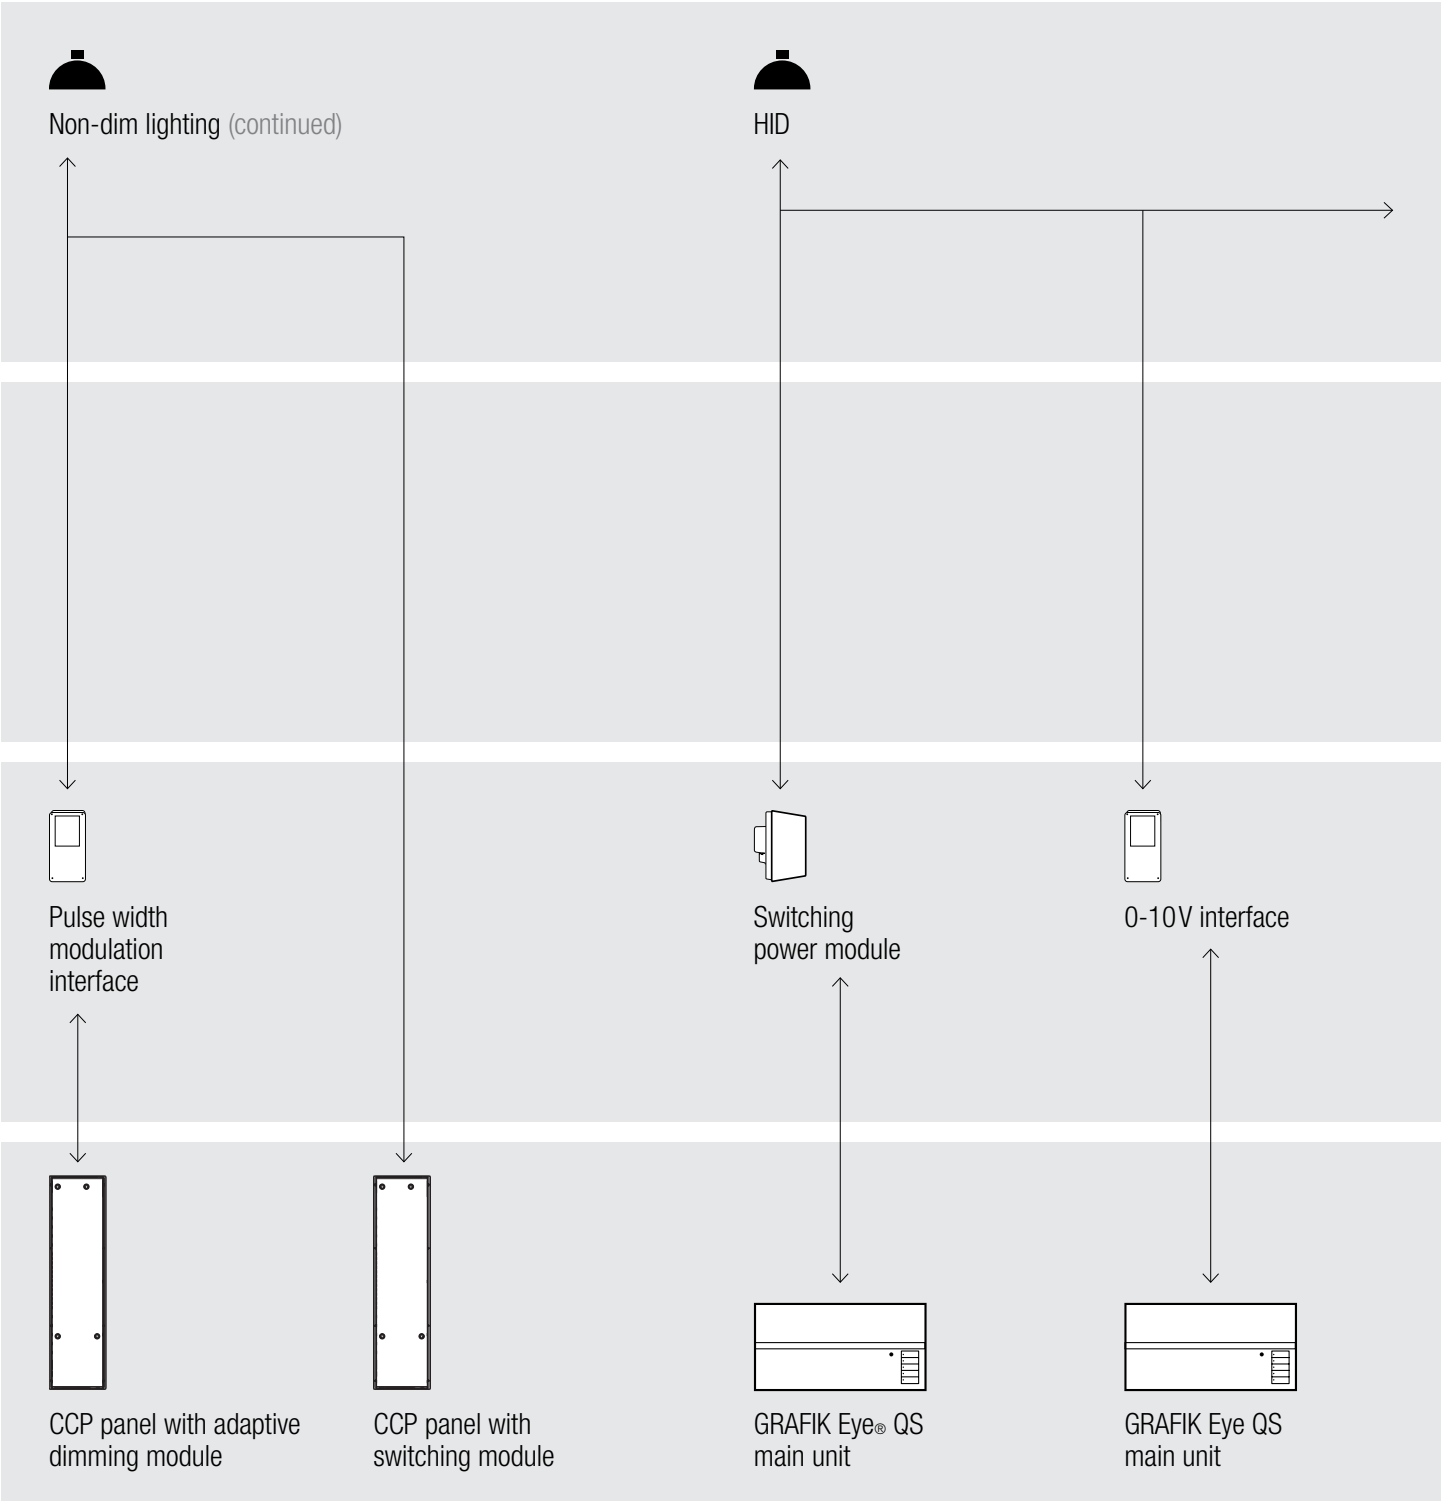 Non-dim lighting (continued)
HID
Pulse width
modulation
interface
Switching
power module
0-10V interface
CCP panel with adaptive
dimming module
CCP panel with
switching module
GRAFIK Eye® QS
main unit
GRAFIK Eye QS
main unit